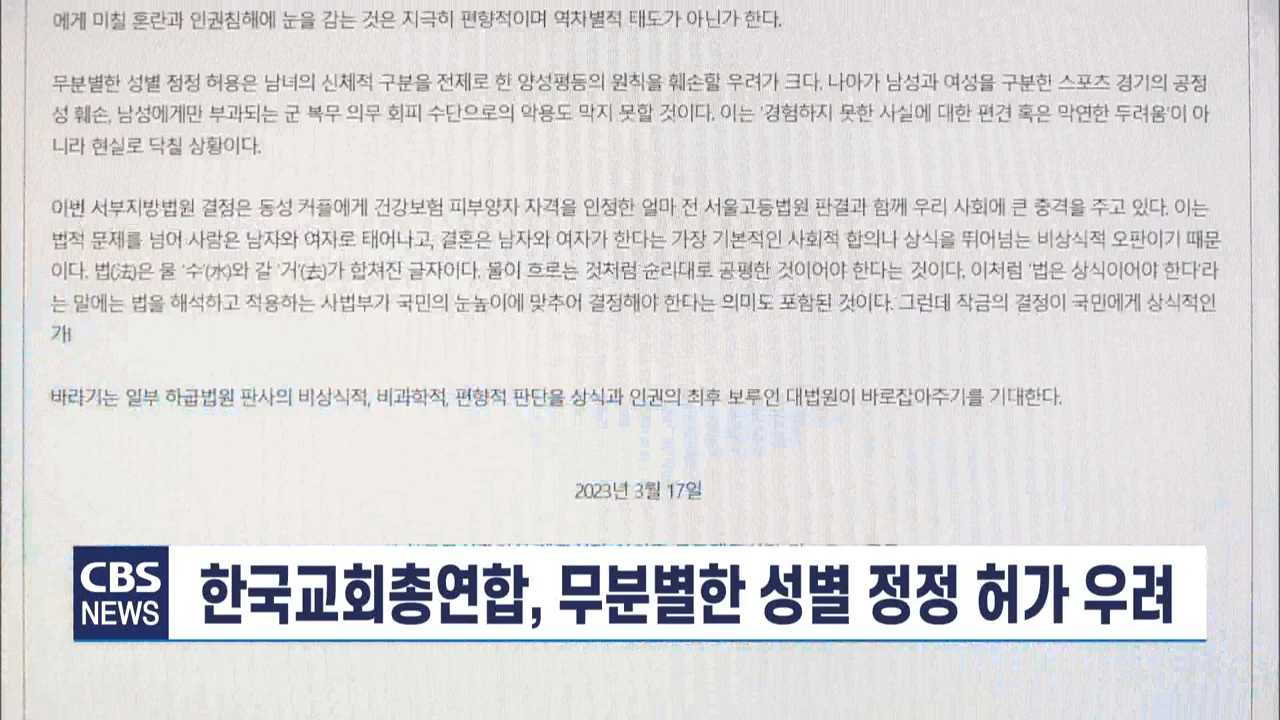 에게 미칠 혼란과 인권침해에 눈을 감는 것은 지극히 편향적이며 역차별적 태도가 아닌가 한다.
무분별한 성별 정정 허용은 남녀의 신체적 구분을 전제로 한 양성평등의 원칙을 훼손할 우려가 크다. 나아가 남성과 여성을 구분한 스포츠 경기의 공정
성 훼손, 남성에게만 부과되는 군 복무 의무 회피 수단으로의 악용도 막지 못할 것이다. 이는 '경험하지 못한 사실에 대한 편견 혹은 막연한 두려움'이 아
니라 현실로 닥칠 상황이다.
이번 서부지방법원 결정은 동성 커플에게 건강보험 피부양자 자격을 인정한 얼마 전 서울고등법원 판결과 함께 우리 사회에 큰 충격을 주고 있다. 이는
법적 문제를 넘어 사람은 남자와 여자로 태어나고, 결혼은 남자와 여자가 한다는 가장 기본적인 사회적 합의나 상식을 뛰어넘는 비상식적 오판이기 때문
이다. 법(法)은 물 '수'(水)와 갈 '거'(去)가 합쳐진 글자이다. 물이 흐르는 것처럼 순리대로 공평한 것이어야 한다는 것이다. 이처럼 '법은 상식이어야 한다'라
는 말에는 법을 해석하고 적용하는 사법부가 국민의 눈높이에 맞추어 결정해야 한다는 의미도 포함된 것이다. 그런데 작금의 결정이 국민에게 상식적인
가!
바라기는 일부 하급법원 판사의 비상식적, 비과학적, 편향적 판단을 상식과 인권의 최후 보루인 대법원이 바로잡아주기를 기대한다.
2023년 3월 17일
CBS
NEWS
한국교회총연합, 무분별한 성별 정정 허가 우려